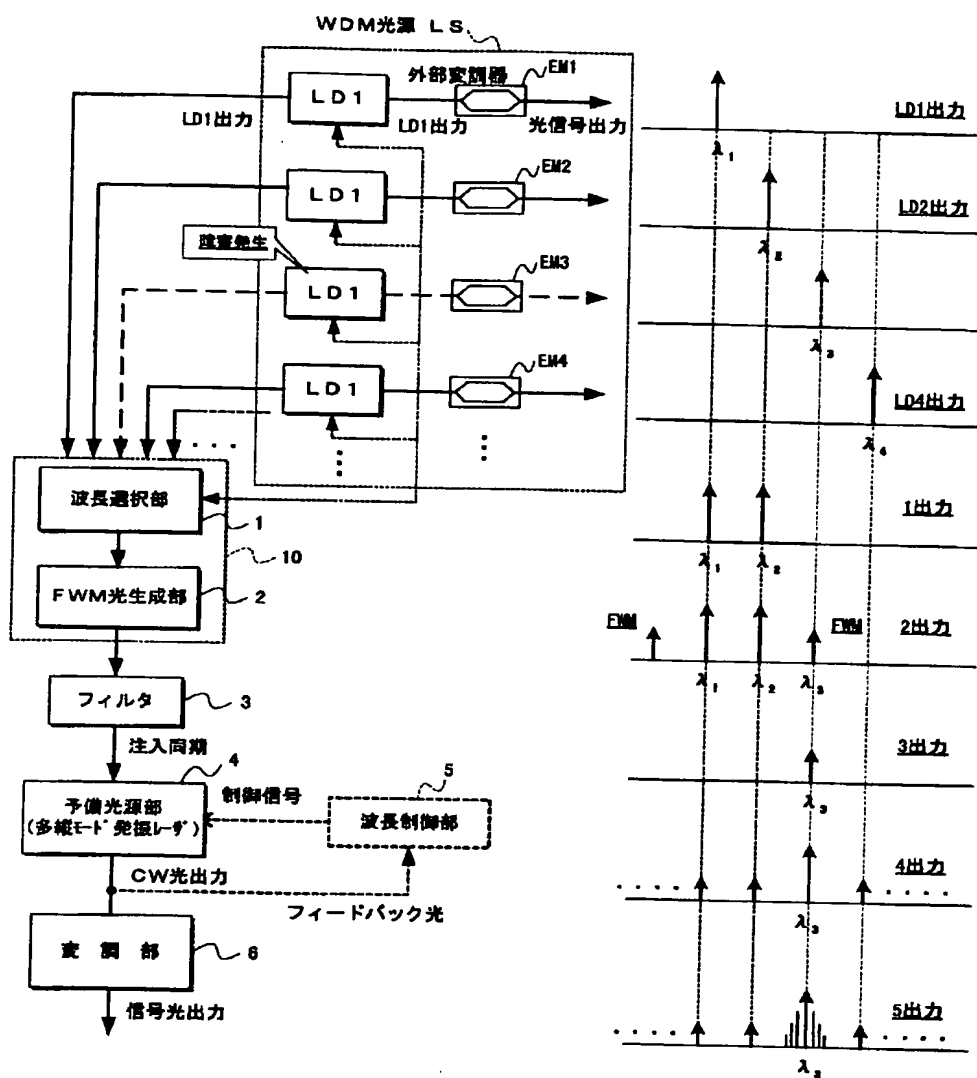 WDM光源 LS
外部変調器
EM1
LD1
LD1出力
LD1出力
光信号出力
EM2
LD1
障害発生
EM3
LD1
EM4
LD1
波長選択部
1
10
FWM光生成部
2
フィルタ
3
注入同期
4
予備光源部
(多縦モード発振レーザ)
制御信号
5
波長制御部
CW光出力
フィードバック光
変調部
6
信号光出力
LD1出力
λ1
LD2出力
λ2
λ3
LD4出力
λ4
1出力
λ1
λ2
FWM
FWM
2出力
λ1
λ2
λ3
3出力
λ3
4出力
λ3
5出力
λ3